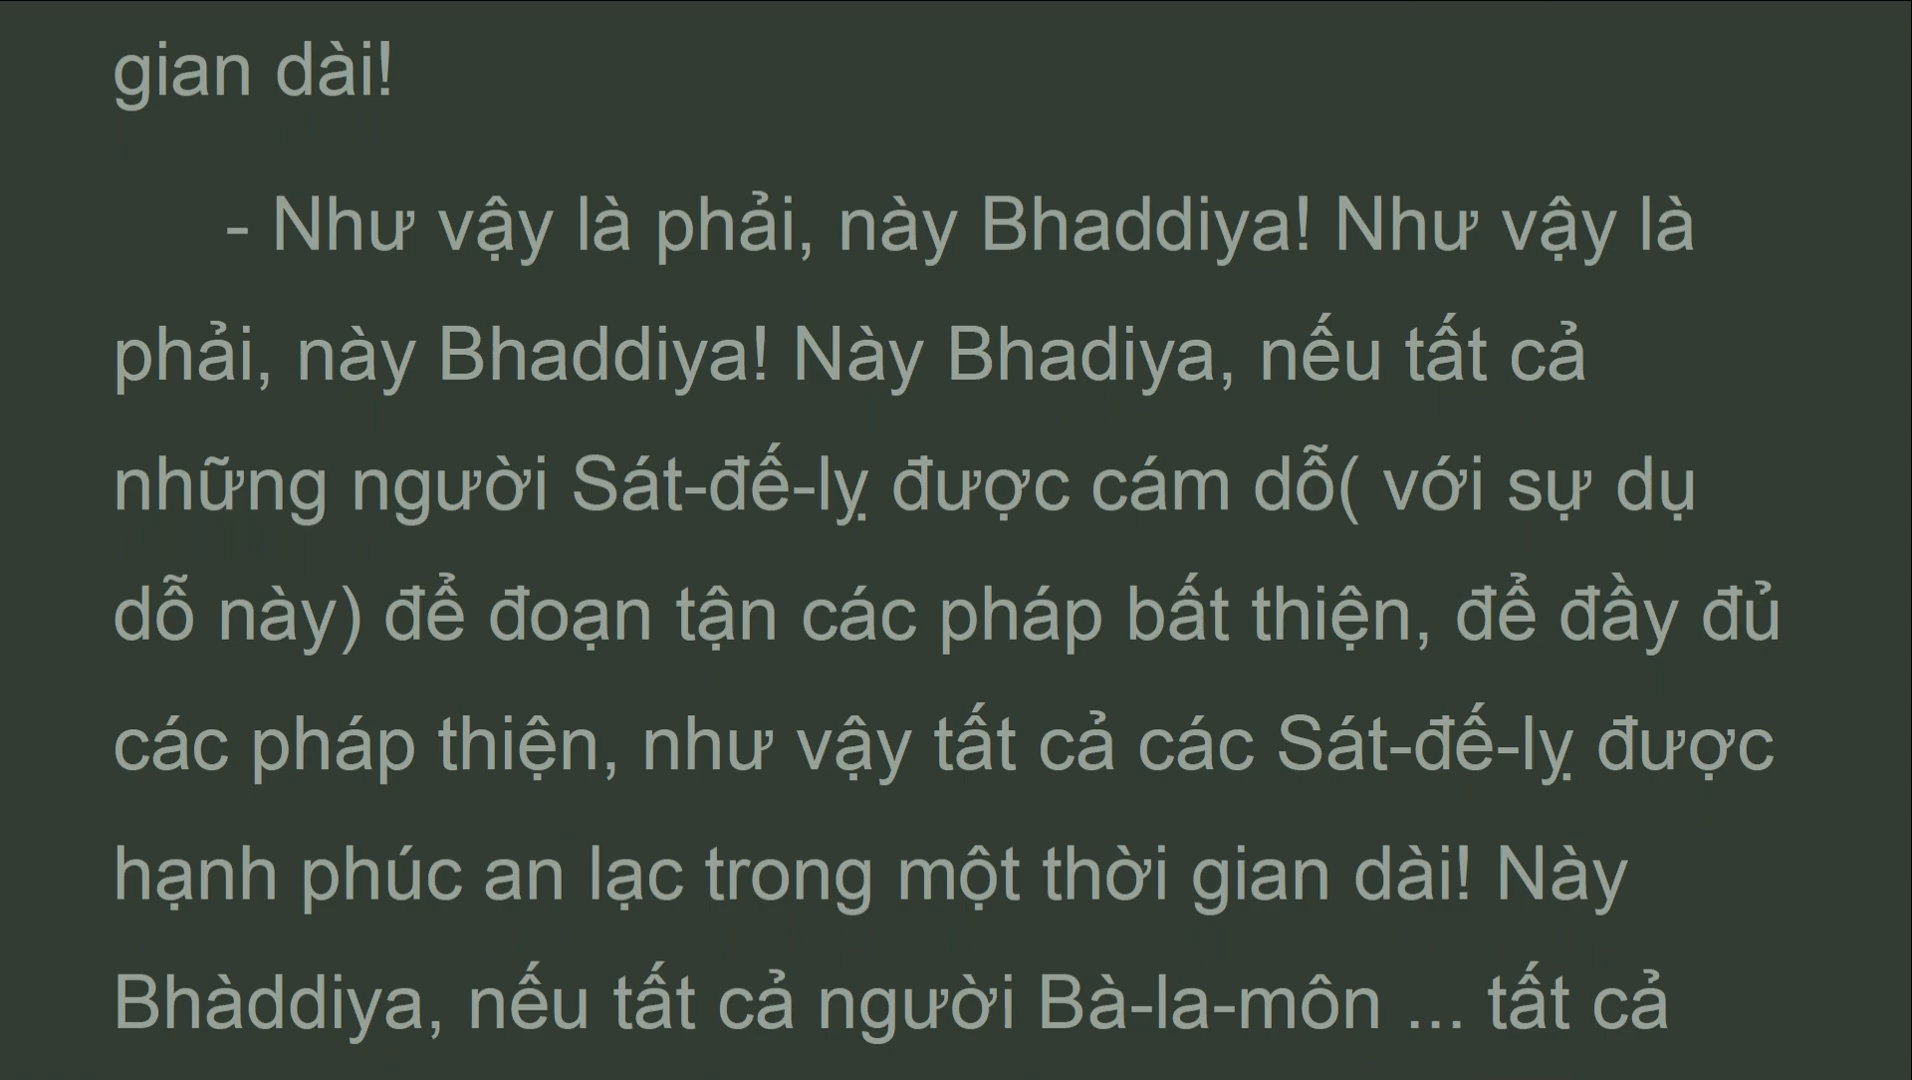 gian dài!
- Như vậy là phải, này Bhaddiya! Như vậy là
phải, này Bhaddiya! Này Bhadiya, nếu tất cả
những người Sát-đế-lỵ được cám dỗ( với sự dụ
dỗ này) để đoạn tận các pháp bất thiện, để đầy đủ
các pháp thiện, như vậy tất cả các Sát-đế-lỵ được
hạnh phúc an lạc trong một thời gian dài! Này
Bhàddiya, nếu tất cả người Bà-la-môn ... tất cả